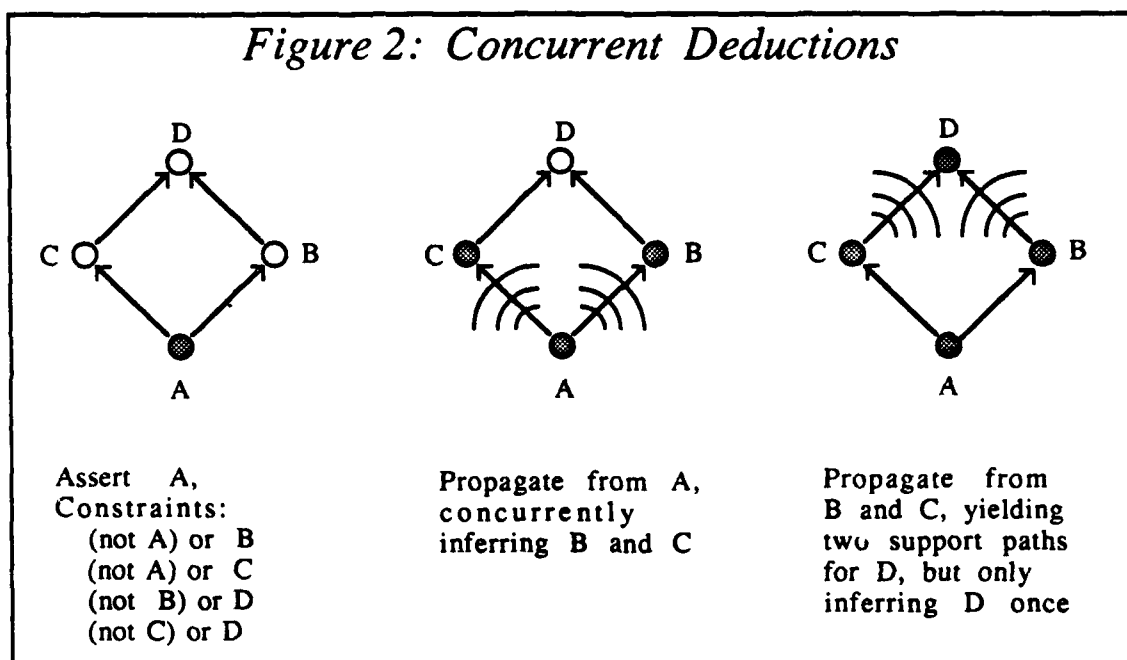 Figure 2: Concurrent Deductions
D
C
B
A
D
C
B
A
D
C
B
A
Assert A,
Constraints:
(not A) or B
(not A) or C
(not B) or D
(not C) or D
Propagate from A,
concurrently
inferring B and C
Propagate from
B and C, yielding
two support paths
for D, but only
inferring D once